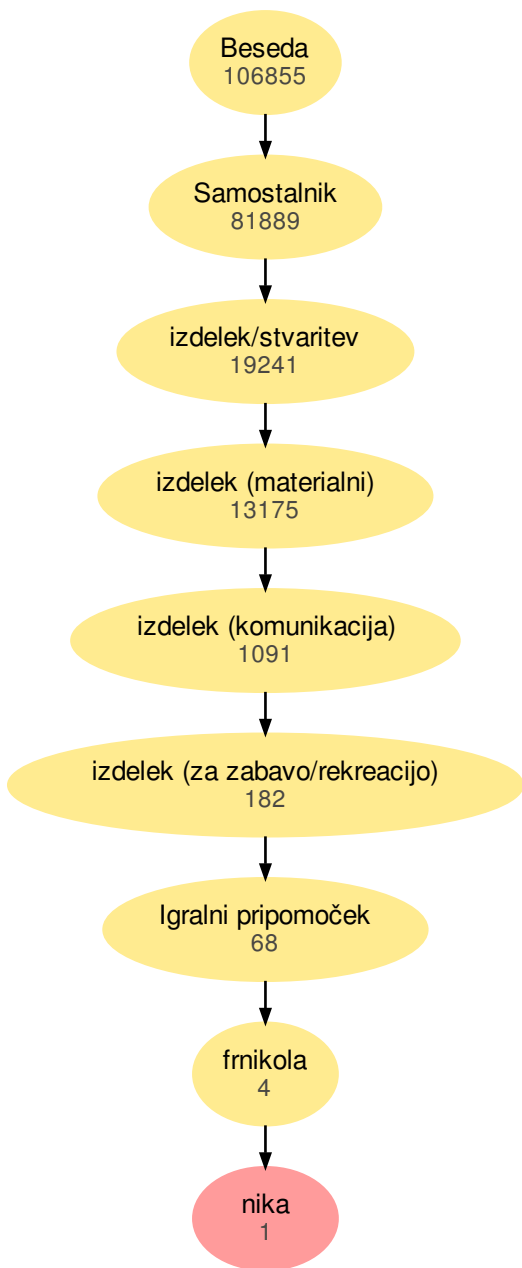 Beseda
106855
Samostalnik
81889
izdelek/stvaritev
19241
izdelek (materialni)
13175
izdelek (komunikacija)
1091
izdelek (za zabavo/rekreacijo)
182
Igralni pripomoček
68
frnikola
4
nika
1